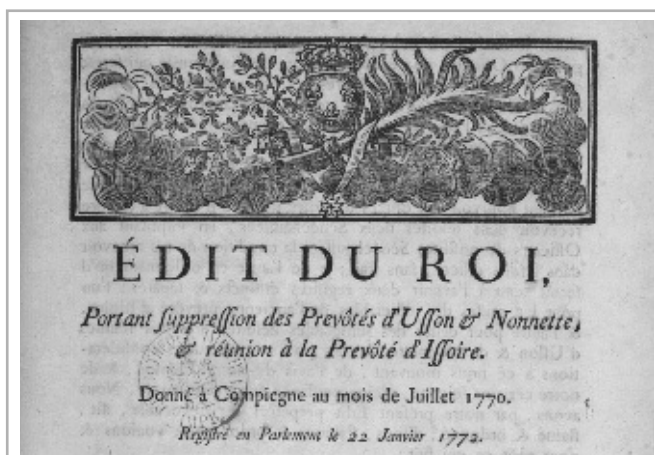 ÉDIT DU ROI,
Portant suppression des Prevôtés d'Usson & Nonnette,
& réunion à la Prevôté d'Issoire.
Donné à Compiegne au mois de Juillet 1770.
Registré en Parlement le 22 Janvier 1772.